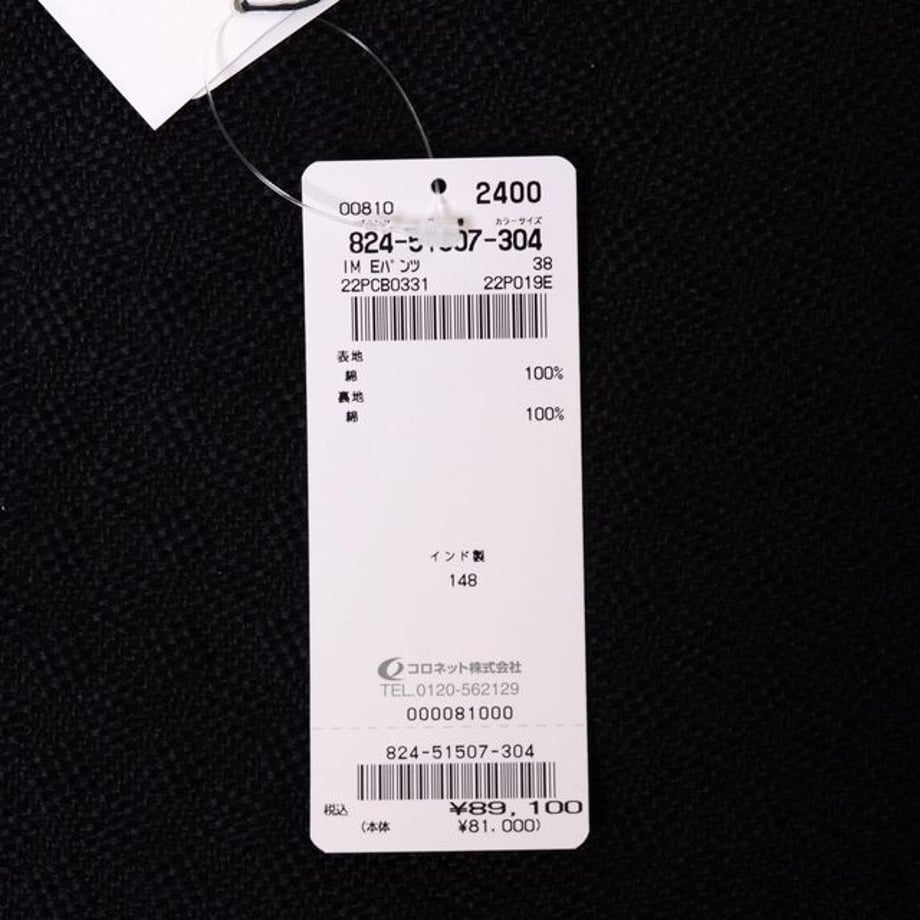 2400
00810
カラーサイズ
824-51507-304
IM Eパンツ 38
22PCB0331 22P019E
表地
綿 100%
裏地
綿 100%
インド製
148
コロネット株式会社
TEL.0120-562129
000081000
824-51507-304
税込 ¥89,100
(本体 ¥81.000)